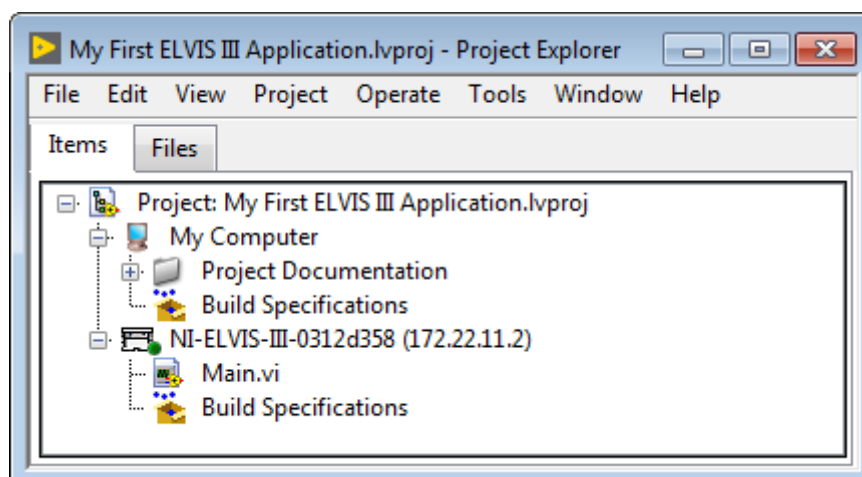 My First ELVIS III Application.lvproj - Project Explorer
File Edit View Project Operate Tools Window Help
Items Files
Project: My First ELVIS III Application.lvproj
My Computer
Project Documentation
Build Specifications
NI-ELVIS-III-0312d358 (172.22.11.2)
Main.vi
Build Specifications